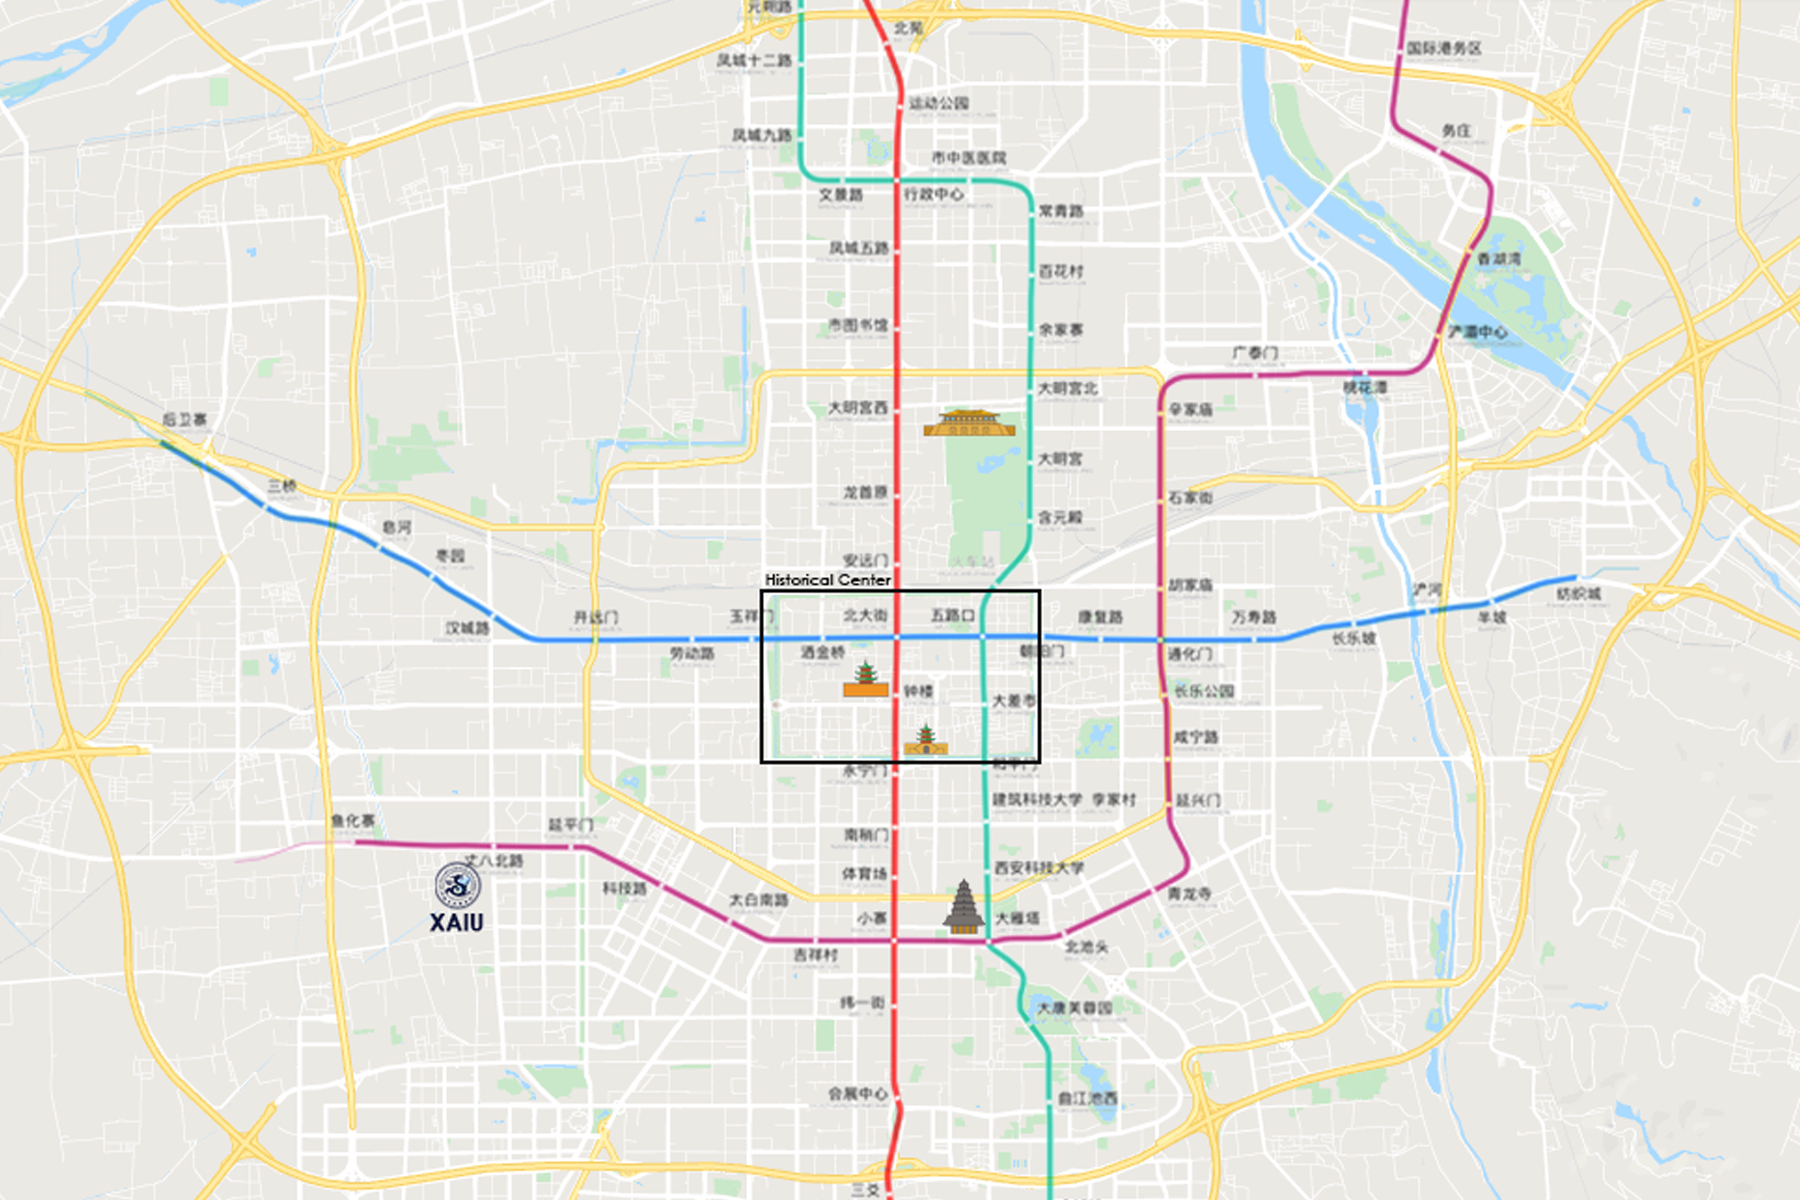 元朔路
北苑
凤城十二路
国际港务区
运动公园
凤城九路
务庄
市中医医院
文景路
行政中心
常青路
凤城五路
香湖湾
百花村
市图书馆
余家寨
浐灞中心
广泰门
大明宫北
桃花潭
大明宫西
辛家庙
后卫寨
大明宫
三桥
龙首原
石家街
含元殿
皂河
枣园
安远门
火车站
Historical Center
胡家庙
浐河
纺织城
开远门
玉祥门
北大街
五路口
康复路
万寿路
半坡
汉城路
长乐坡
劳动路
洒金桥
朝阳门
通化门
钟楼
长乐公园
大差市
咸宁路
和平门
永宁门
建筑科技大学 李家村
延兴门
鱼化寨
延平门
南稍门
丈八北路
西安科技大学
体育场
科技路
青龙寺
太白南路
小寨
大雁塔
XAIU
北池头
吉祥村
纬一街
大唐芙蓉园
会展中心
曲江池西
三爻